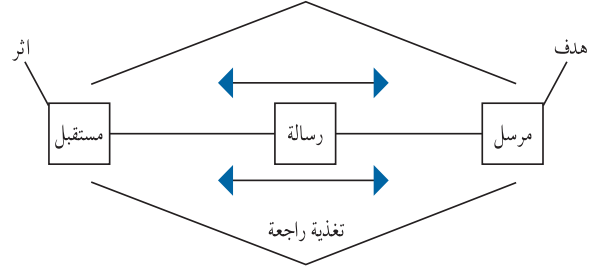 هدف
اثر
مرسل
رسالة
مستقبل
تغذية راجعة